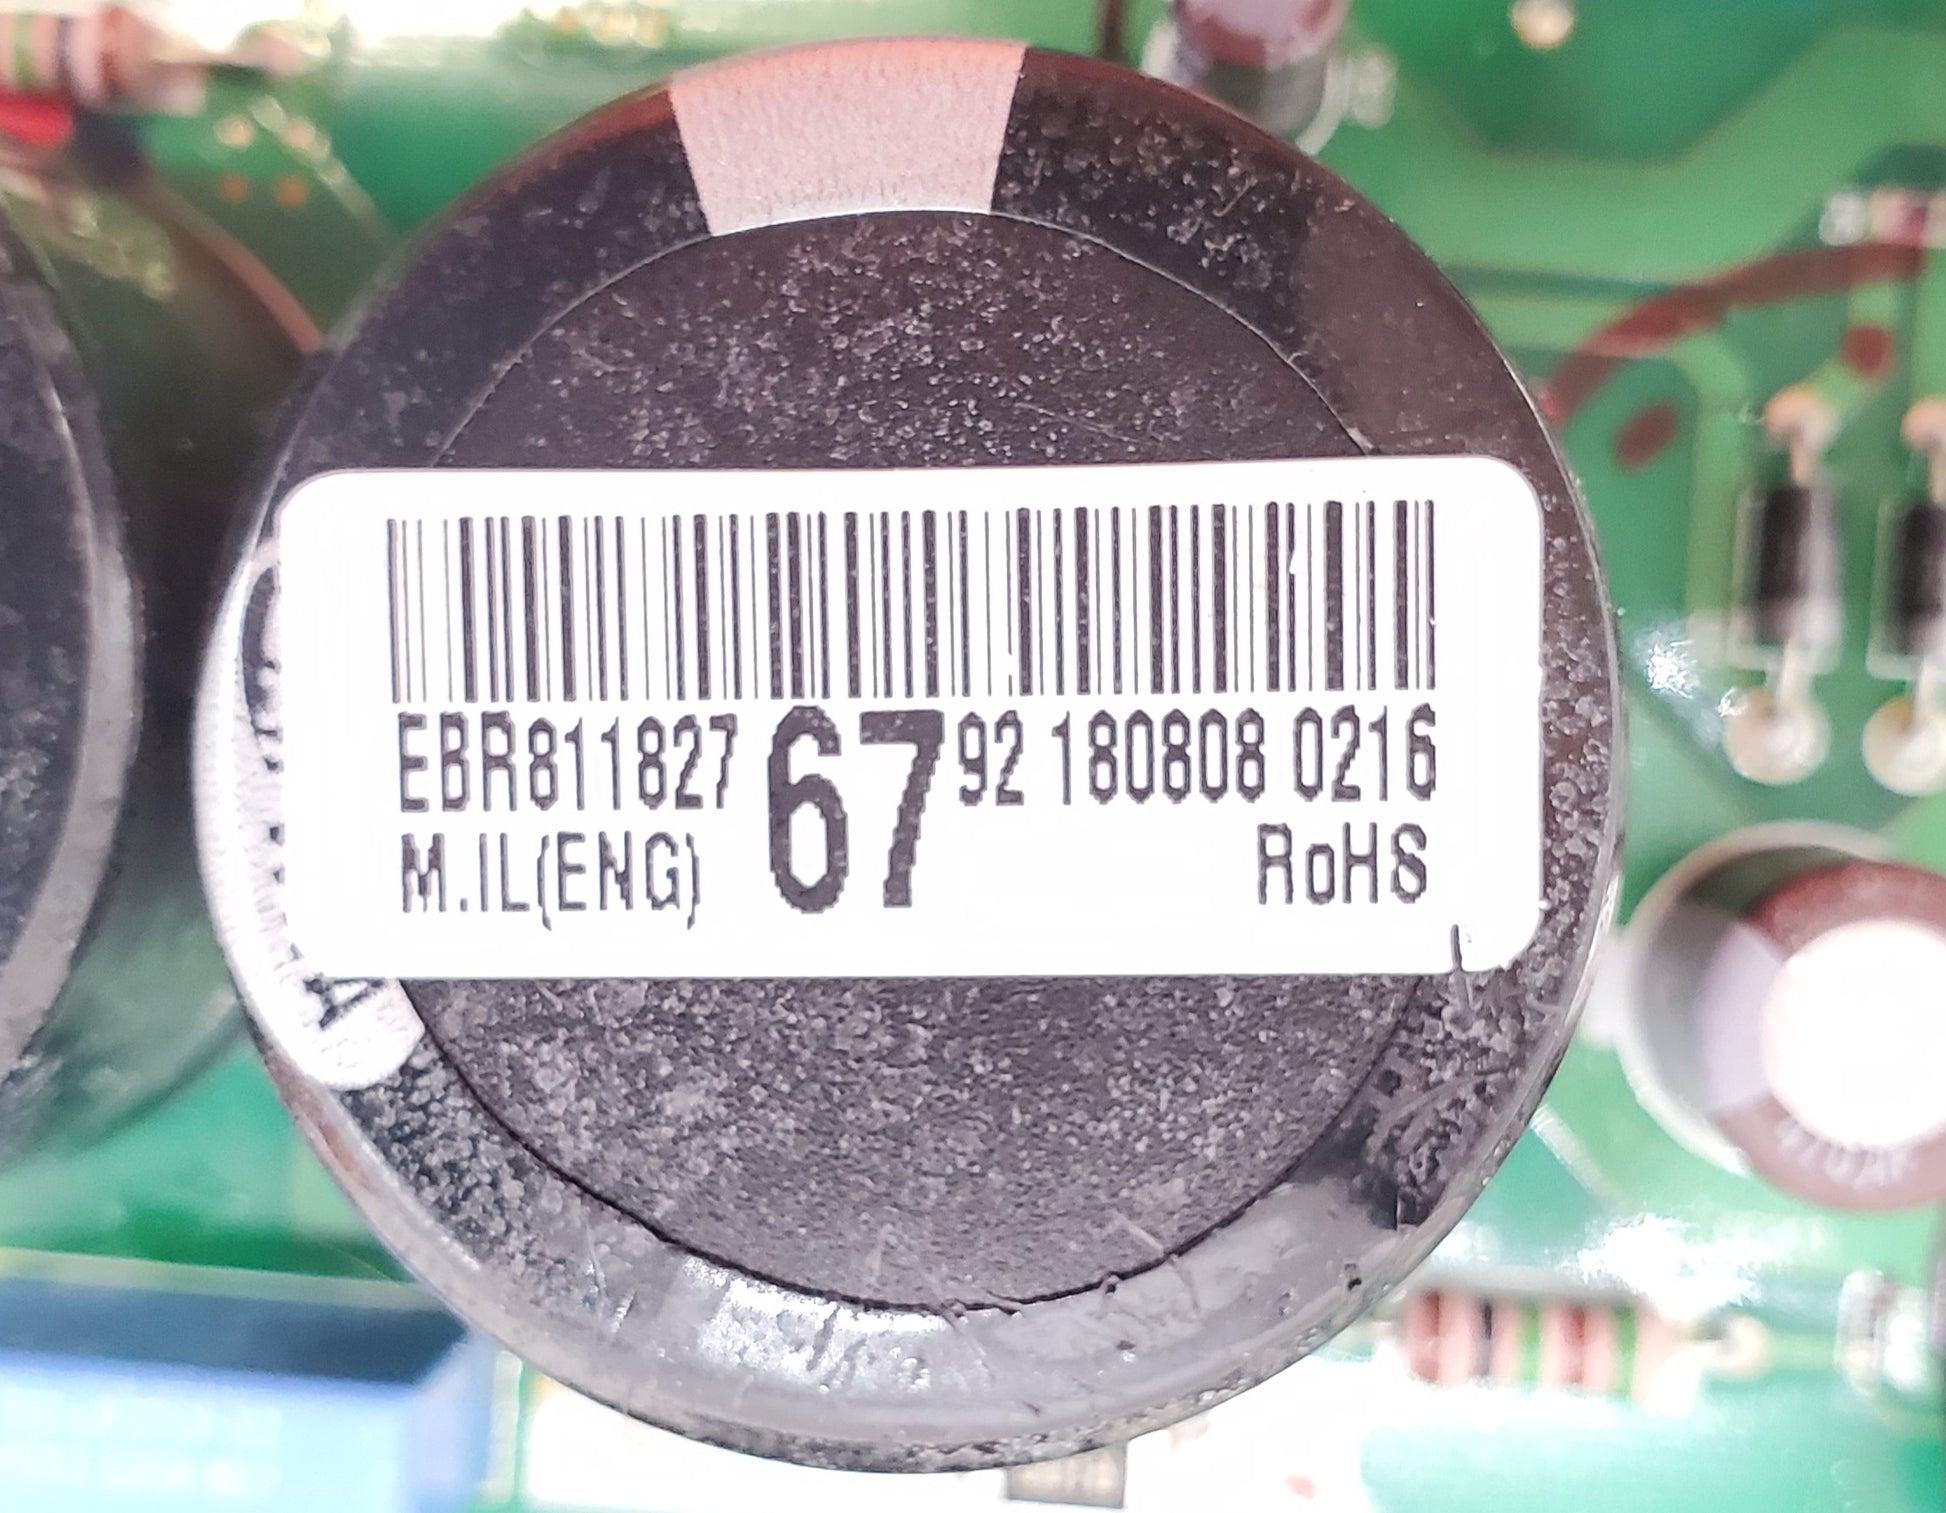 EBR811827 67 92 180808 0216
M.IL(ENG) RoHS